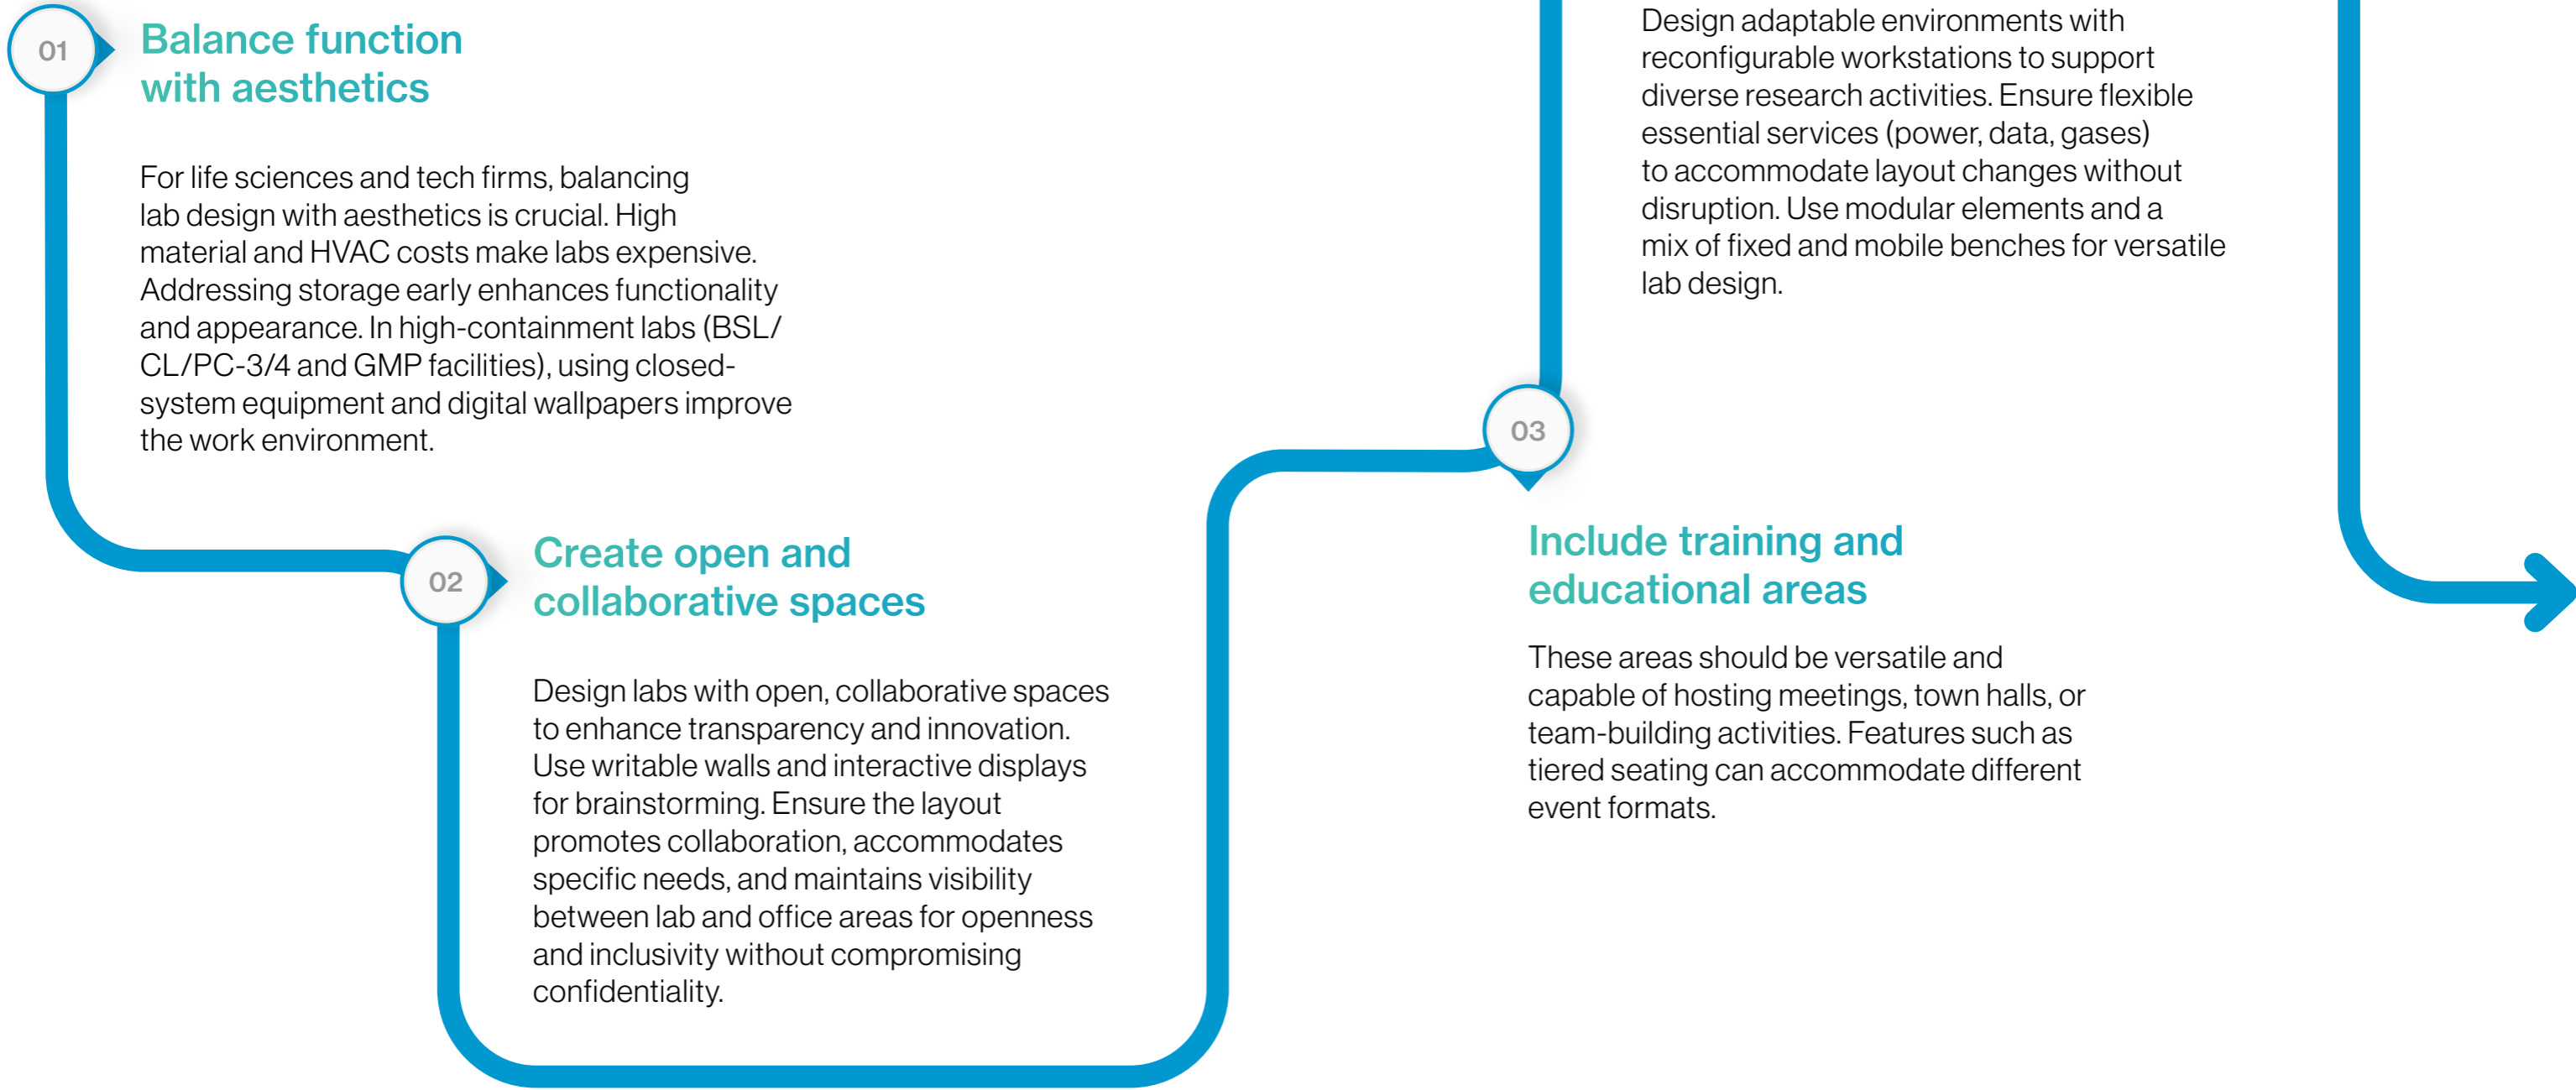 01
Balance function
with aesthetics
For life sciences and tech firms, balancing
lab design with aesthetics is crucial. High
material and HVAC costs make labs expensive.
Addressing storage early enhances functionality
and appearance. In high-containment labs (BSL/
CL/PC-3/4 and GMP facilities), using closed-
system equipment and digital wallpapers improve
the work environment.
02
Create open and
collaborative spaces
Design labs with open, collaborative spaces
to enhance transparency and innovation.
Use writable walls and interactive displays
for brainstorming. Ensure the layout
promotes collaboration, accommodates
specific needs, and maintains visibility
between lab and office areas for openness
and inclusivity without compromising
confidentiality.
03
Include training and
educational areas
These areas should be versatile and
capable of hosting meetings, town halls, or
team-building activities. Features such as
tiered seating can accommodate different
event formats.
Design adaptable environments with
reconfigurable workstations to support
diverse research activities. Ensure flexible
essential services (power, data, gases)
to accommodate layout changes without
disruption. Use modular elements and a
mix of fixed and mobile benches for versatile
lab design.